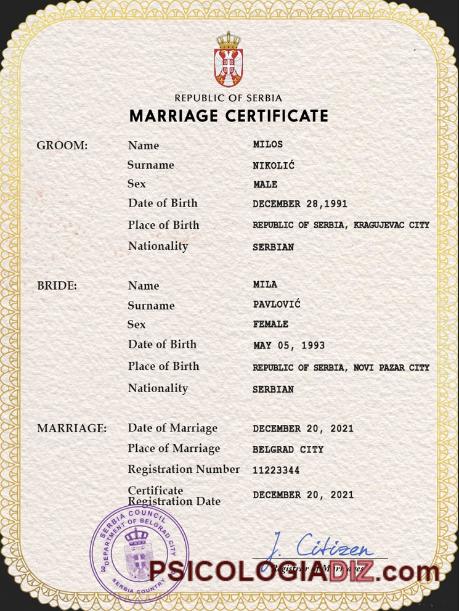 REPUBLIC OF SERBIA
MARRIAGE CERTIFICATE
GROOM: Name MILOS
Surname NIKOLIĆ
Sex MALE
Date of Birth DECEMBER 28,1991
Place of Birth REPUBLIC OF SERBIA, KRAGUJEVAC CITY
Nationality SERBIAN
BRIDE: Name MILA
Surname PAVLOVIĆ
Sex FEMALE
Date of Birth MAY 05, 1993
Place of Birth REPUBLIC OF SERBIA, NOVI PAZAR CITY
Nationality SERBIAN
MARRIAGE: Date of Marriage DECEMBER 20, 2021
Place of Marriage BELGRAD CITY
Registration Number 11223344
Certificate
Registration Date DECEMBER 20, 2021
SERBIA COUNCIL
DEPARTMENT OF BELGRAD CITY
SERBIA COUNTRY
J. Citizen
PSICOLOGIADIZ.com